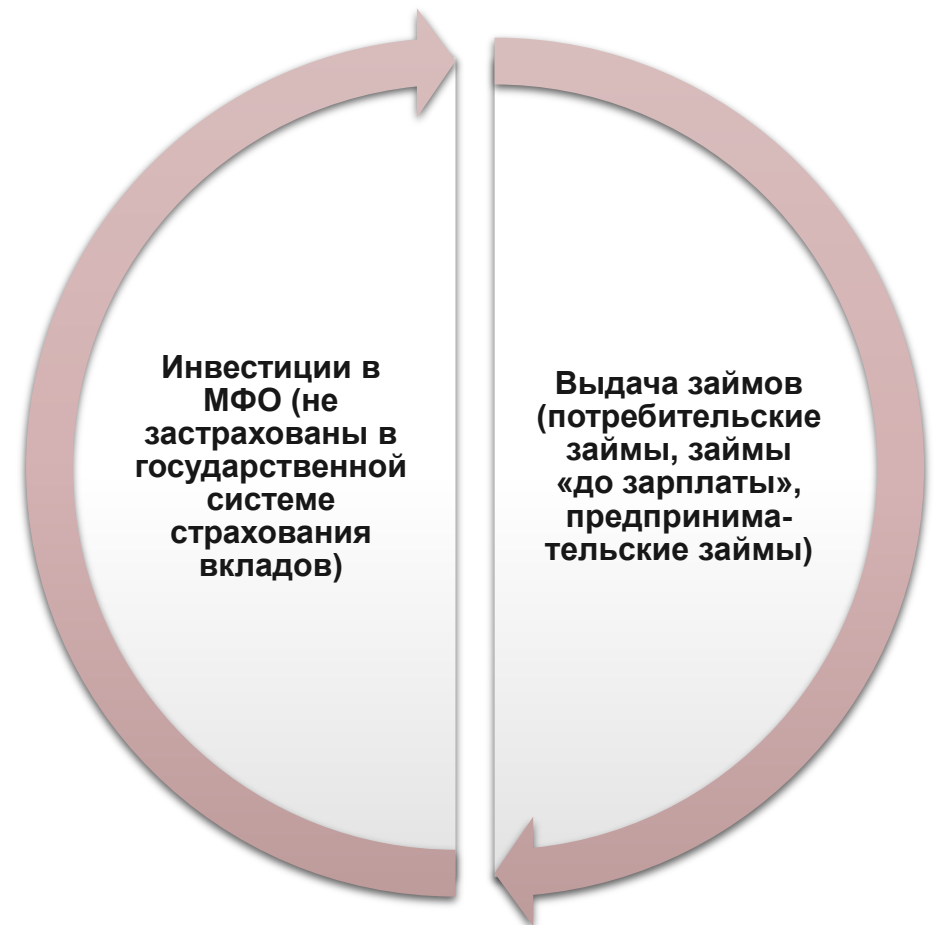 Инвестиции в
МФО (не
застрахованы в
государственной
системе
страхования
вкладов)
Выдача займов
(потребительские
займы, займы
«до зарплаты»,
предпринима-
тельские займы)